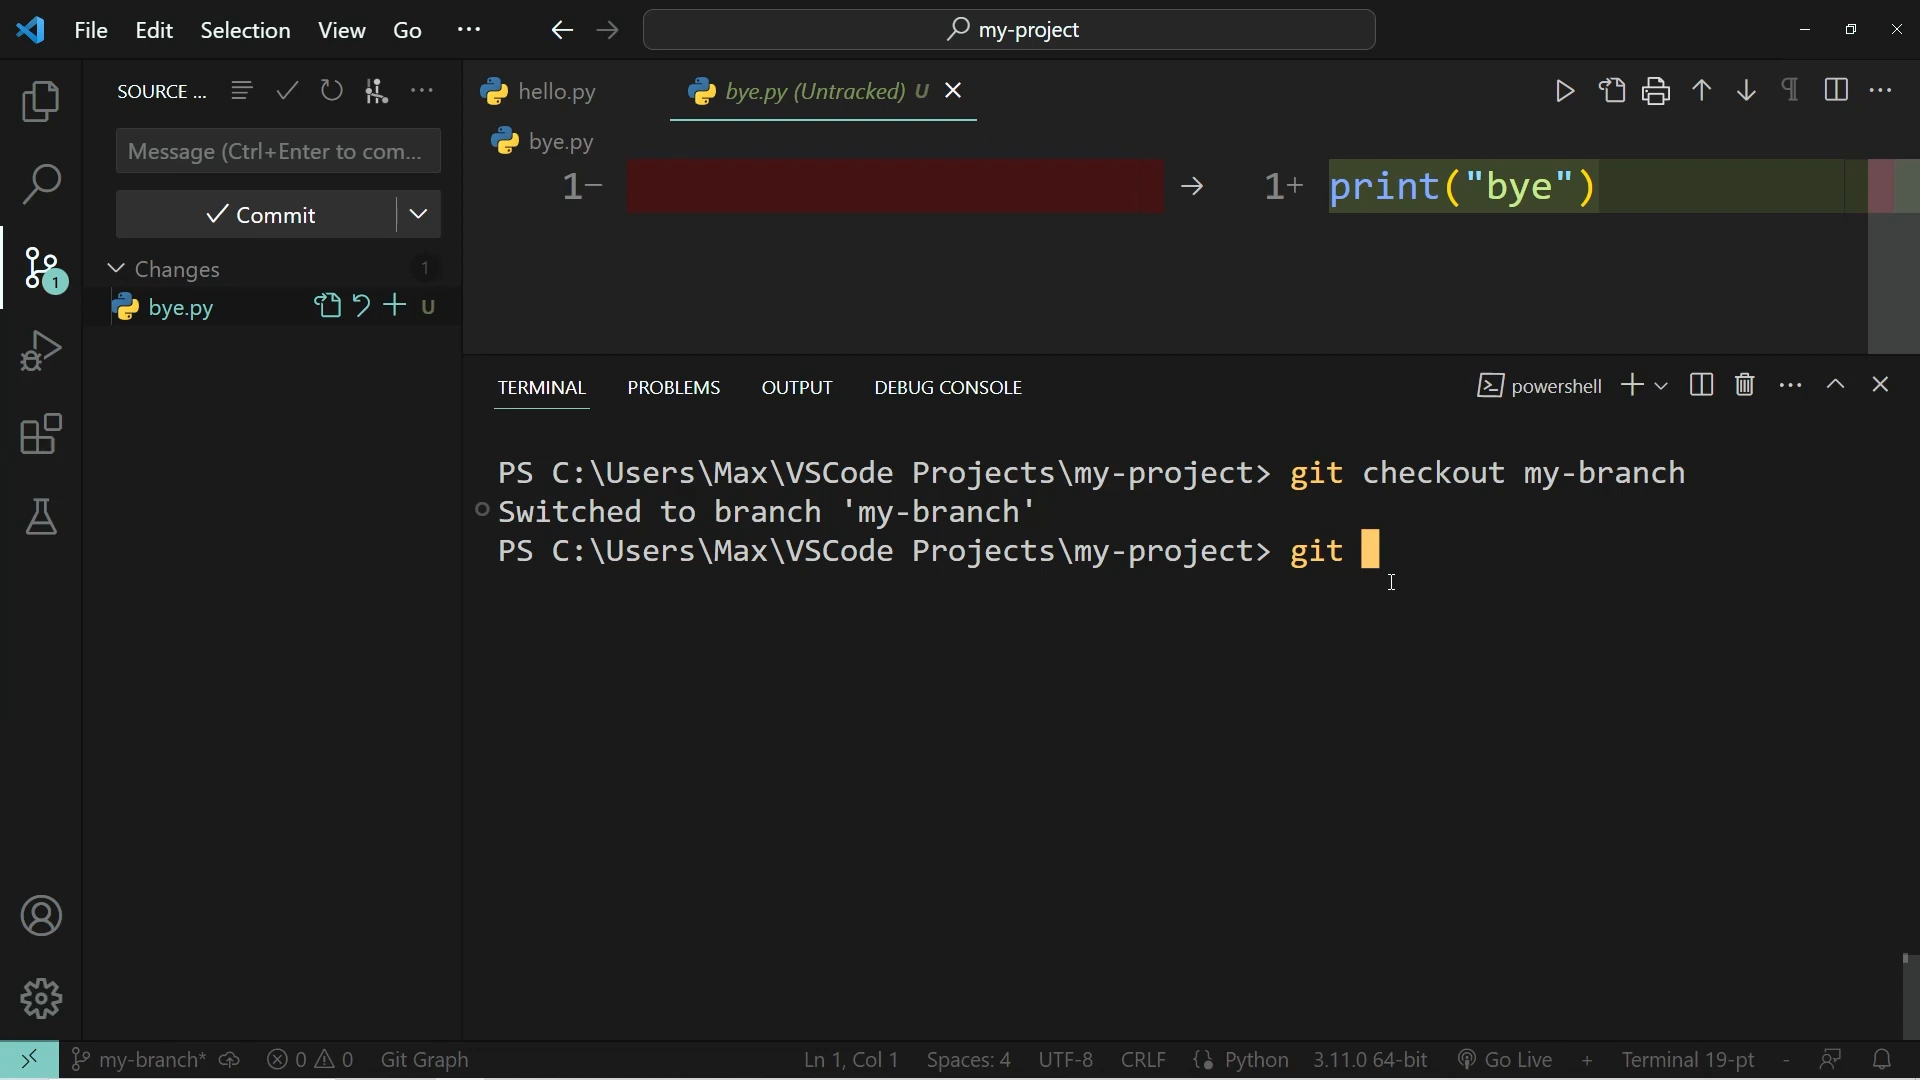 File Edit Selection View Go ...
my-project
SOURCE ...
Message (Ctrl+Enter to com...
Commit
Changes 1
bye.py U
1
hello.py
bye.py (Untracked) U
bye.py
1−
→ 1+ print("bye")
TERMINAL PROBLEMS OUTPUT DEBUG CONSOLE
powershell
PS C:\Users\Max\VSCode Projects\my-project> git checkout my-branch
Switched to branch 'my-branch'
PS C:\Users\Max\VSCode Projects\my-project> git
my-branch* 0 0 Git Graph
Ln 1, Col 1 Spaces: 4 UTF-8 CRLF Python 3.11.0 64-bit Go Live + Terminal 19-pt -